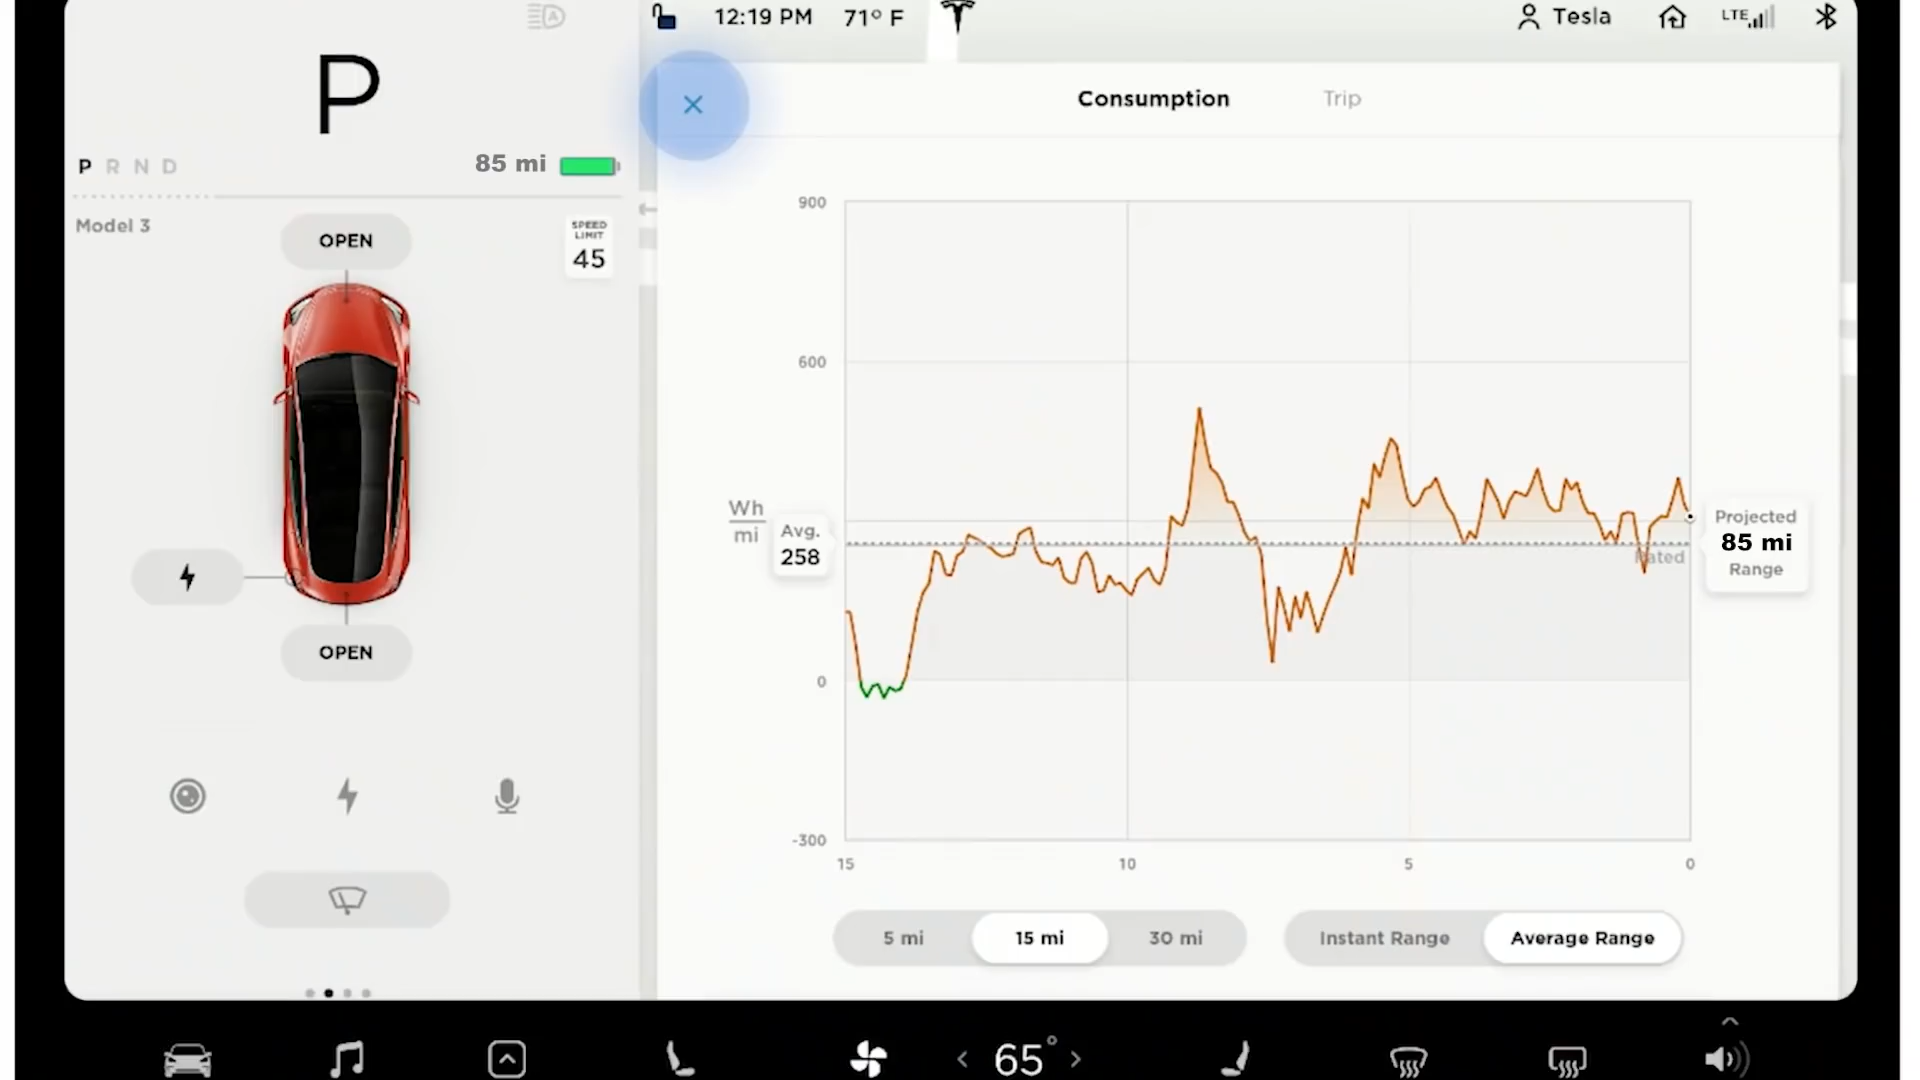 12:19 PM
71° F
Tesla
LTE
P
P R N D
85 mi
Model 3
OPEN
SPEED
LIMIT
45
OPEN
Consumption
Trip
900
600
Wh
mi
Avg.
258
0
-300
15
10
5
0
Projected
85 mi
Range
Rated
5 mi
15 mi
30 mi
Instant Range
Average Range
65°